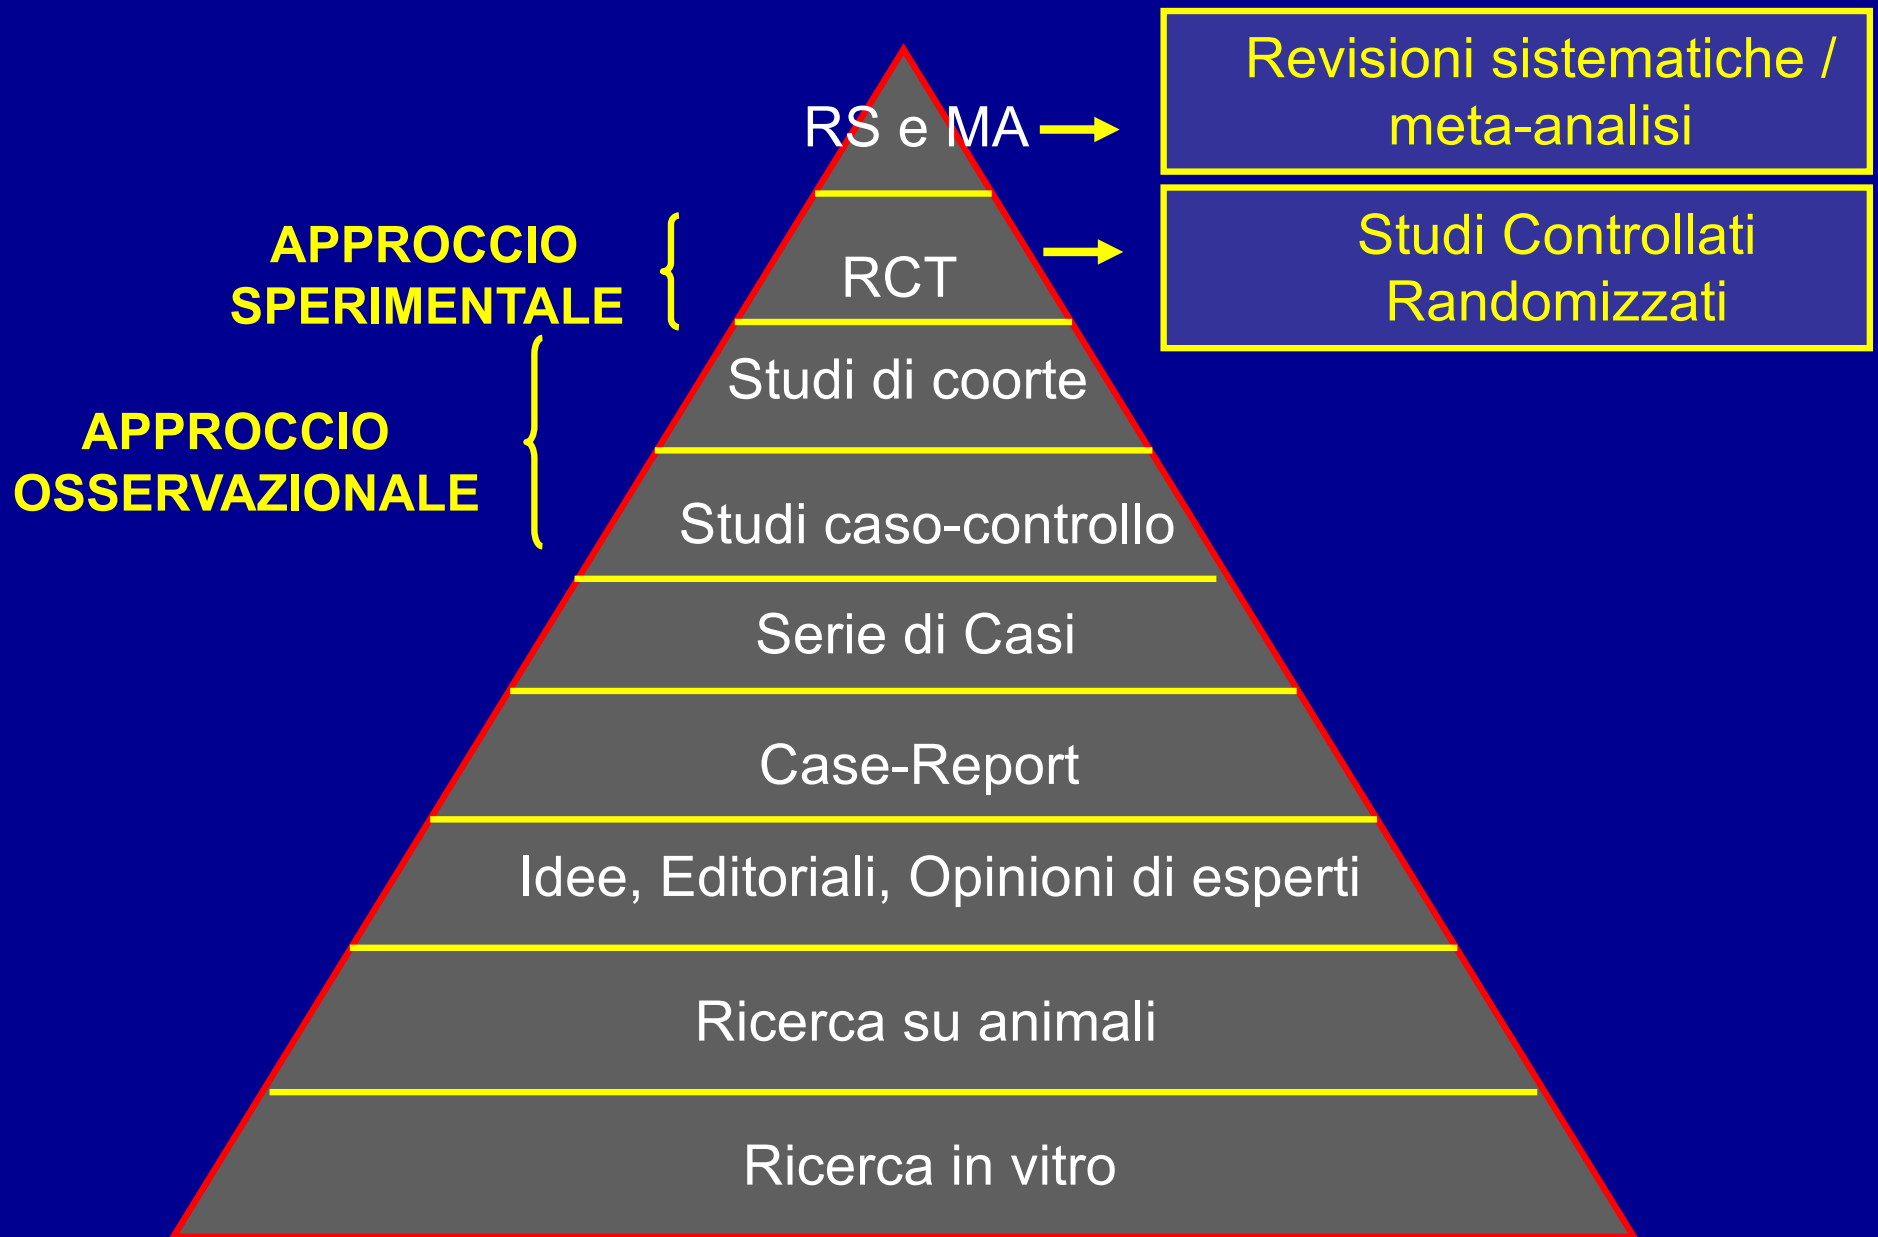 RS e MA
Revisioni sistematiche /
meta-analisi
APPROCCIO
SPERIMENTALE
RCT
Studi Controllati
Randomizzati
APPROCCIO
OSSERVAZIONALE
Studi di coorte
Studi caso-controllo
Serie di Casi
Case-Report
Idee, Editoriali, Opinioni di esperti
Ricerca su animali
Ricerca in vitro